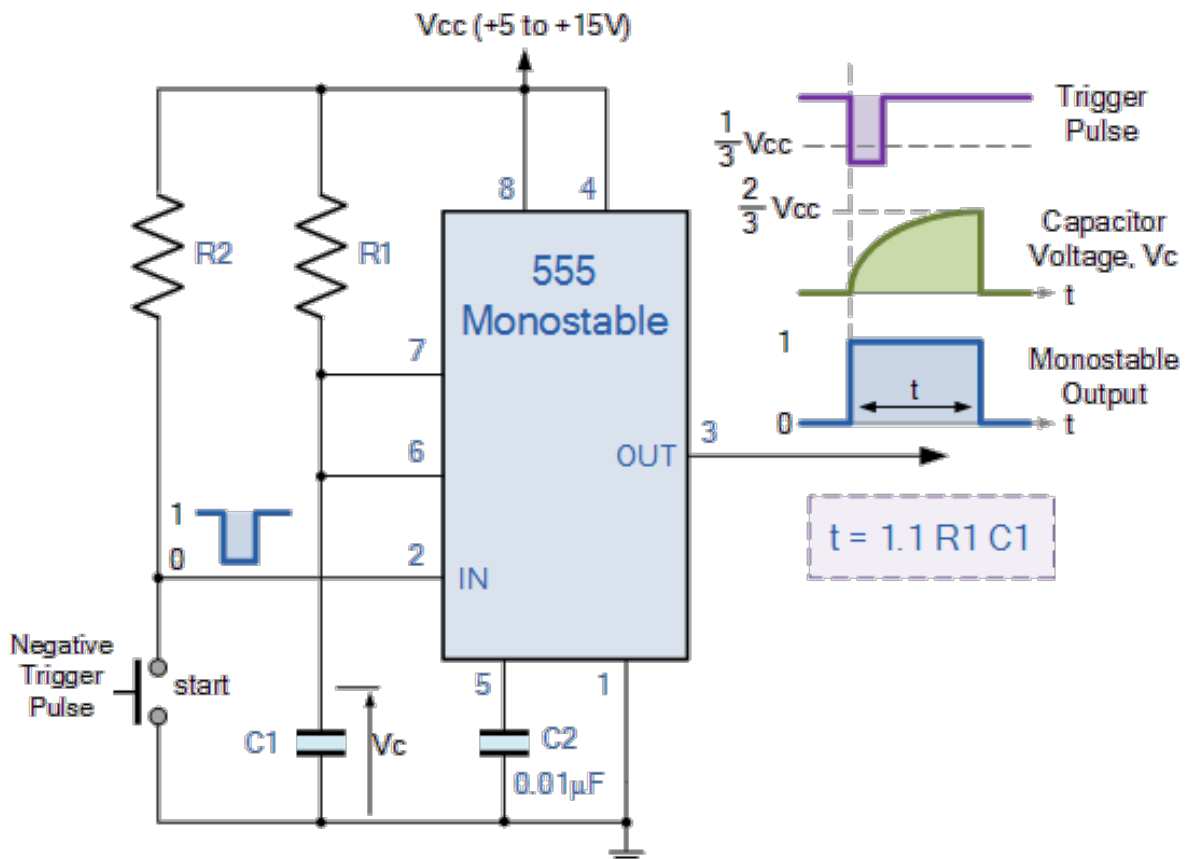 Vcc (+5 to +15V)
R2
R1
8
4
555
Monostable
7
6
2
IN
OUT
3
5
1
1
0
Negative
Trigger
Pulse
start
C1
Vc
C2
0.01µF
Trigger
Pulse
1/3 Vcc
2/3 Vcc
Capacitor
Voltage, Vc
t
1
0
t
Monostable
Output
t
t = 1.1 R1 C1